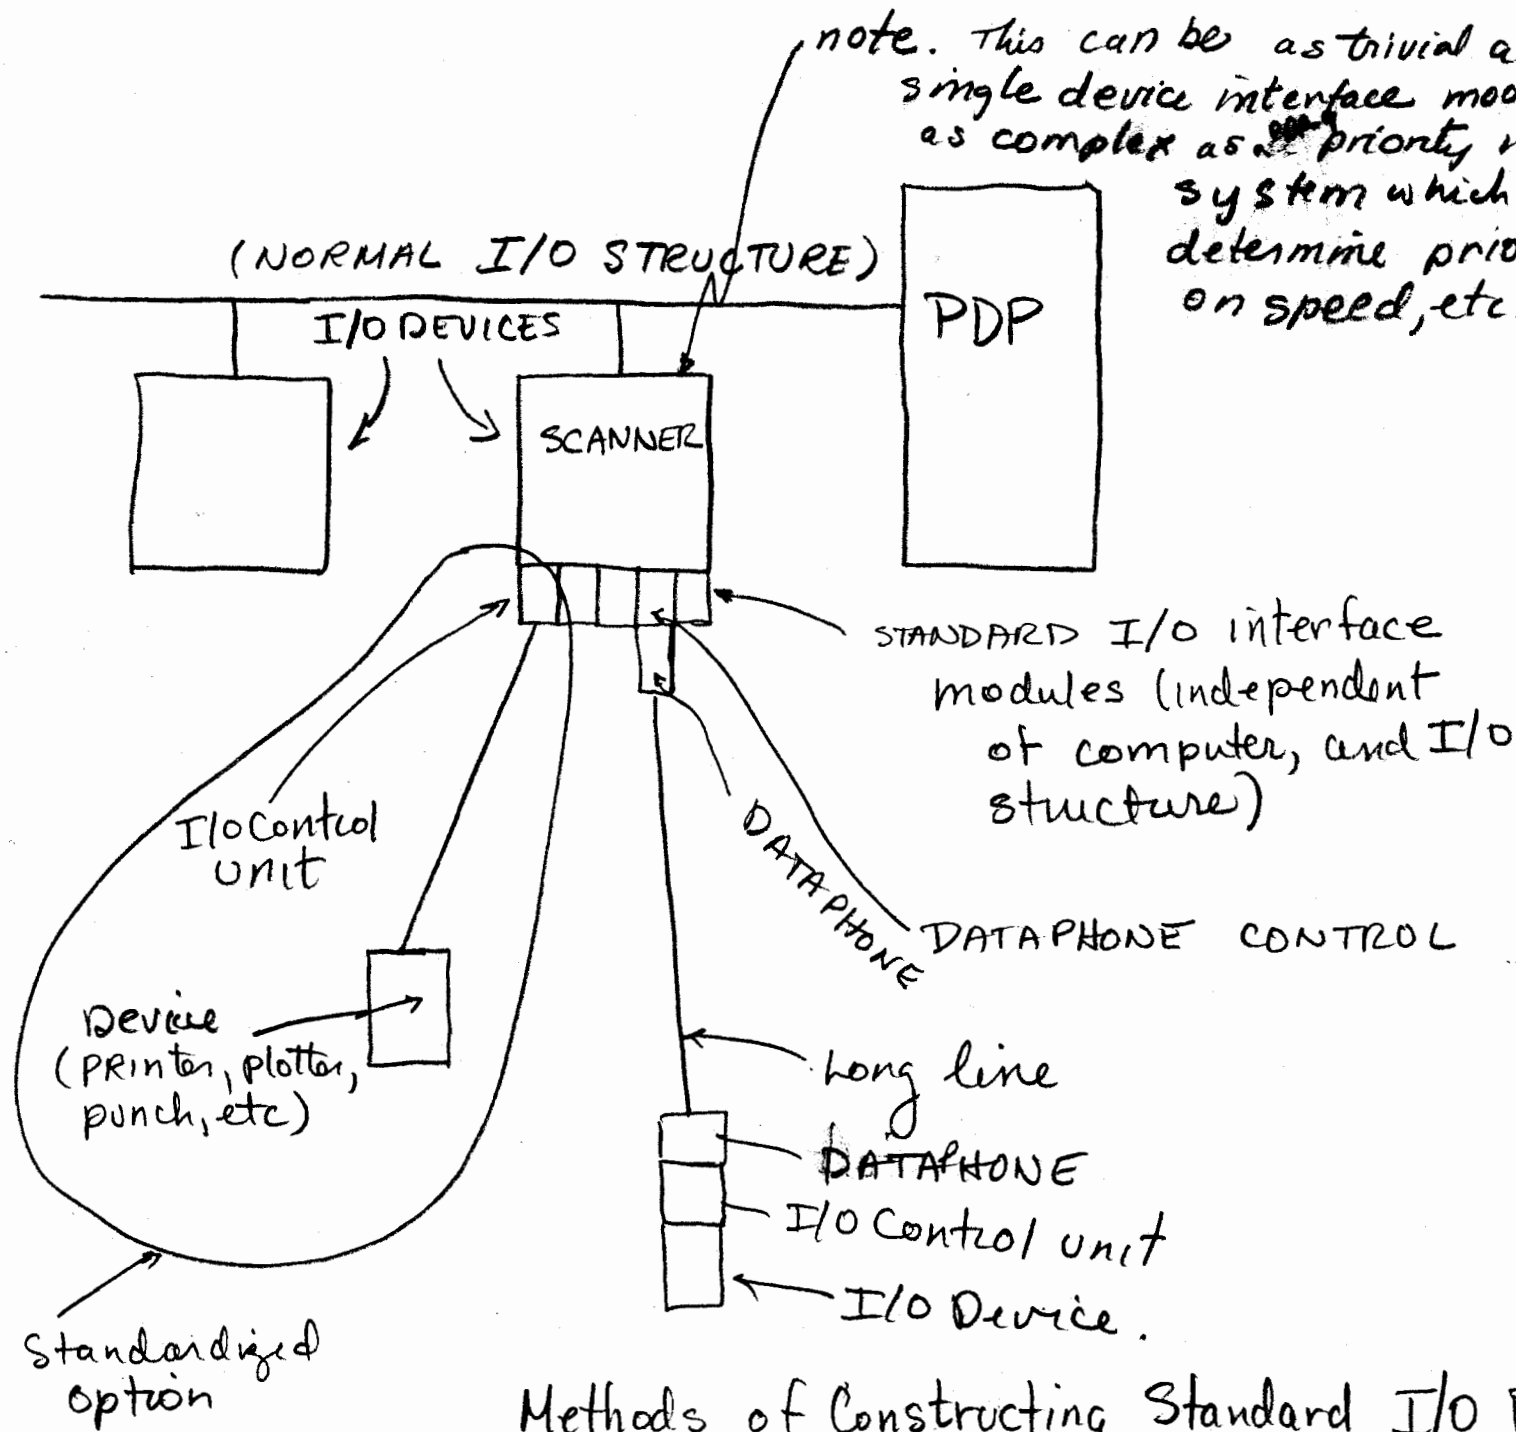 note. This can be as trivial a
single device interface mod
as complex as priority
system which
determine prio
on speed, etc
(NORMAL I/O STRUCTURE)
I/O DEVICES
PDP
SCANNER
STANDARD I/O interface
modules (independent
of computer, and I/O
structure)
I/O Control
unit
DATAPHONE
DATAPHONE CONTROL
Device
(PRInter, plotter,
punch, etc)
Long line
DATAPHONE
I/O Control unit
I/O Device.
Standardized
option
Methods of Constructing Standard I/O